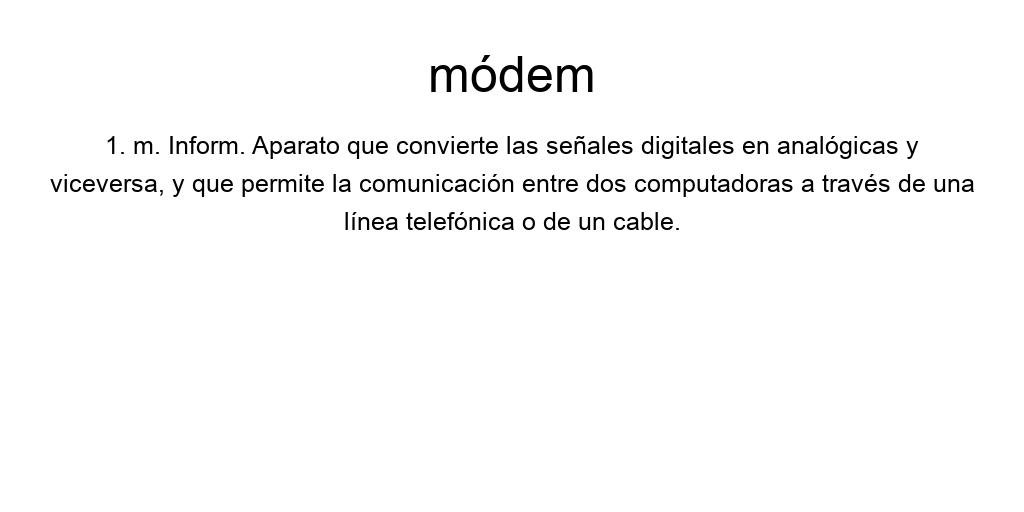 módem
1. m. Inform. Aparato que convierte las señales digitales en analógicas y
viceversa, y que permite la comunicación entre dos computadoras a través de una
línea telefónica o de un cable.